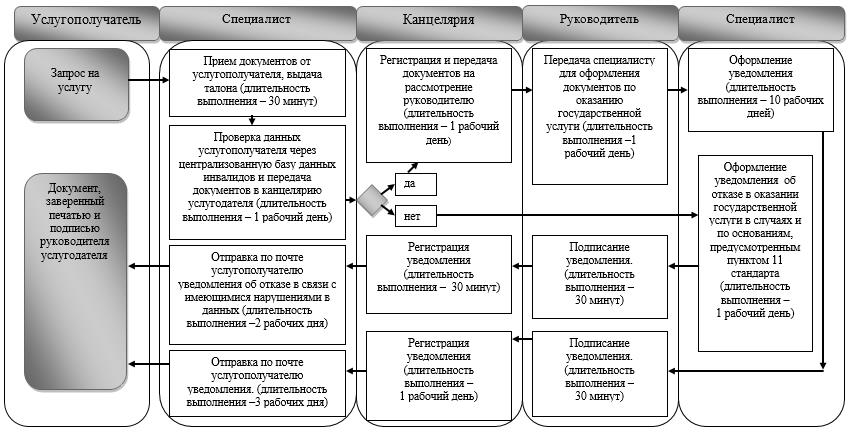 Услугополучатель
Специалист
Канцелярия
Руководитель
Специалист
Запрос на
услугу
Прием документов от
услугополучателя, выдача
талона (длительность
выполнения – 30 минут)
Регистрация и передача
документов на
рассмотрение
руководителю
(длительность
выполнения – 1 рабочий
день)
Передача специалисту
для оформления
документов по
оказанию
государственной
услуги (длительность
выполнения –1
рабочий день)
Оформление
уведомления
(длительность
выполнения – 10 рабочих
дней)
Проверка данных
услугополучателя через
централизованную базу данных
инвалидов и передача
документов в канцелярию
услугодателя (длительность
выполнения – 1 рабочий день)
да
нет
Оформление
уведомления об
отказе в оказании
государственной
услуги в случаях и
по основаниям,
предусмотренным
пунктом 11
стандарта
(длительность
выполнения –
1 рабочий день)
Документ,
заверенный
печатью и
подписью
руководителя
услугодателя
Отправка по почте
услугополучателю
уведомления об отказе в связи с
имеющимися нарушениями в
данных (длительность
выполнения –2 рабочих дня)
Регистрация
уведомления
(длительность
выполнения – 30 минут)
Подписание
уведомления.
(длительность
выполнения –
30 минут)
Отправка по почте
услугополучателю
уведомления. (длительность
выполнения –3 рабочих дня)
Регистрация
уведомления
(длительность
выполнения –
1 рабочий день)
Подписание
уведомления.
(длительность
выполнения –
30 минут)